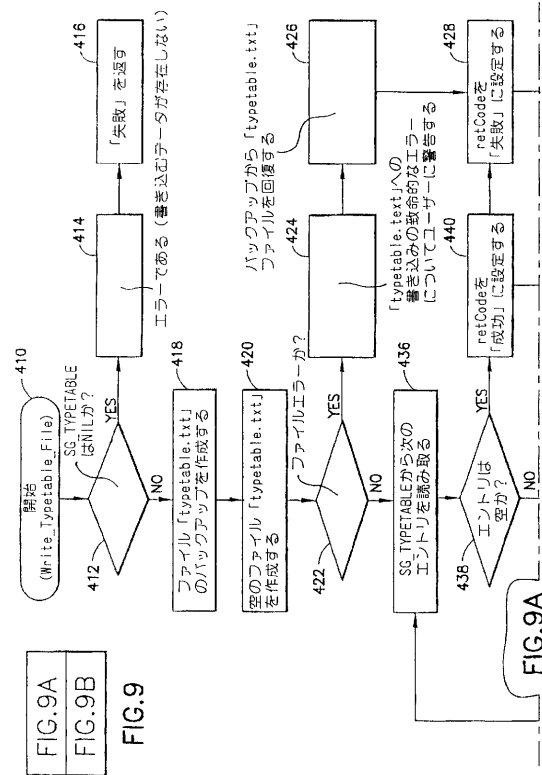 FIG.9A
FIG.9B
FIG.9
開始
(Write_Typetable_File)
410
SG_TYPETABLE
はNILか?
412
YES
NO
414
エラーである (書き込むデータが存在しない)
416
「失敗」を返す
418
ファイル「typetable.txt」
のバックアップを作成する
420
空のファイル「typetable.txt」
を作成する
ファイルエラーか?
422
YES
NO
424
「typetable.text」への
書き込みの致命的なエラー
についてユーザーに警告する
バックアップから「typetable.txt」
ファイルを回復する
426
436
SG_TYPETABLEから次の
エントリを読み取る
エントリは
空か?
438
YES
NO
440
retCodeを
「成功」に設定する
428
retCodeを
「失敗」に設定する
FIG.9A